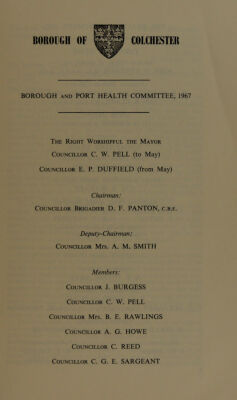 BOROUGH OF COLCHESTER
BOROUGH AND PORT HEALTH COMMITTEE, 1967
THE RIGHT WORSHIPFUL THE MAYOR
COUNCILLOR C. W. PELL (to May)
COUNCILLOR E. P. DUFFIELD (from May)
Chairman:
COUNCILLOR BRIGADIER D. F. PANTON, C.B.E.
Deputy-Chairman:
COUNCILLOR MRS. A. M. SMITH
Members:
COUNCILLOR J. BURGESS
COUNCILLOR C. W. PELL
COUNCILLOR MRS. B. E. RAWLINGS
COUNCILLOR A. G. HOWE
COUNCILLOR C. REED
COUNCILLOR C. G. E. SARGEANT